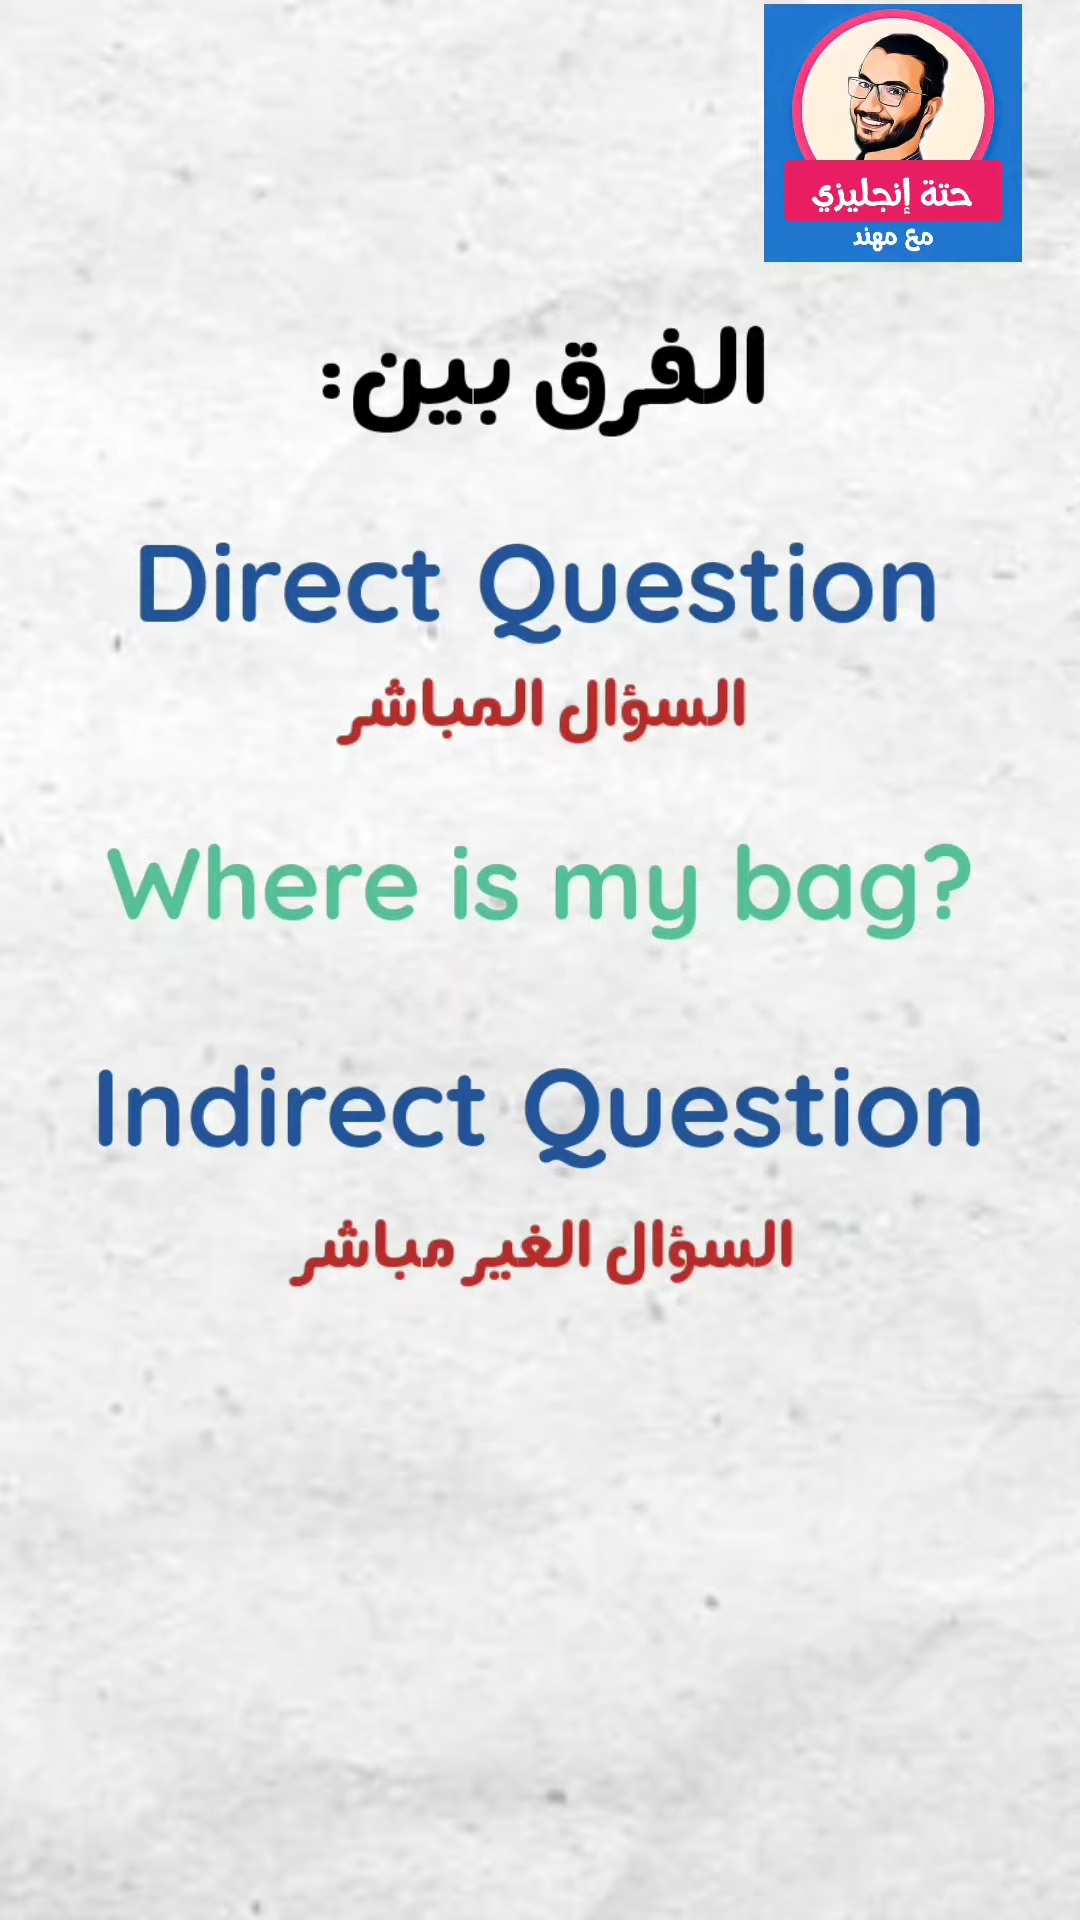 حتة إنجليزي
مع مهند
الفرق بين:
Direct Question
السؤال المباشر
Where is my bag?
Indirect Question
السؤال الغير مباشر